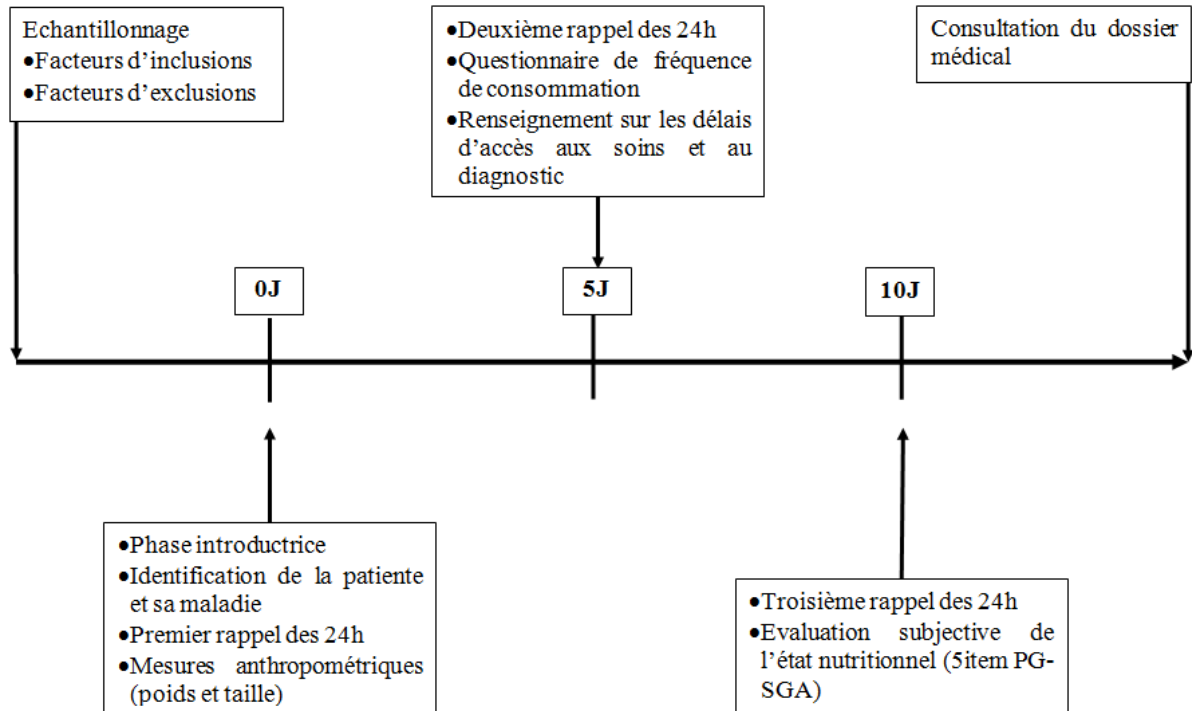 Echantillonnage
•Facteurs d’inclusions
•Facteurs d’exclusions
•Deuxième rappel des 24h
•Questionnaire de fréquence
de consommation
•Renseignement sur les délais
d’accès aux soins et au
diagnostic
Consultation du dossier
médical
0J
5J
10J
•Phase introductrice
•Identification de la patiente
et sa maladie
•Premier rappel des 24h
•Mesures anthropométriques
(poids et taille)
•Troisième rappel des 24h
•Evaluation subjective de
l’état nutritionnel (5item PG-
SGA)